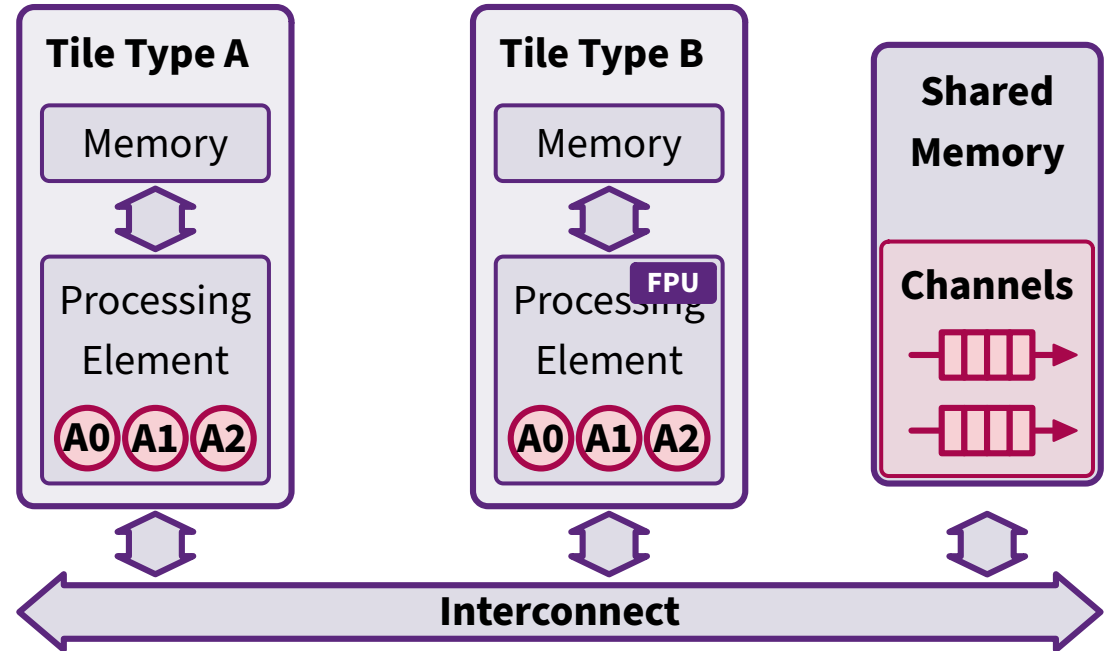 Tile Type A
Memory
Processing
Element
A0 A1 A2
Tile Type B
Memory
FPU
Processing
Element
A0 A1 A2
Shared
Memory
Channels
Interconnect